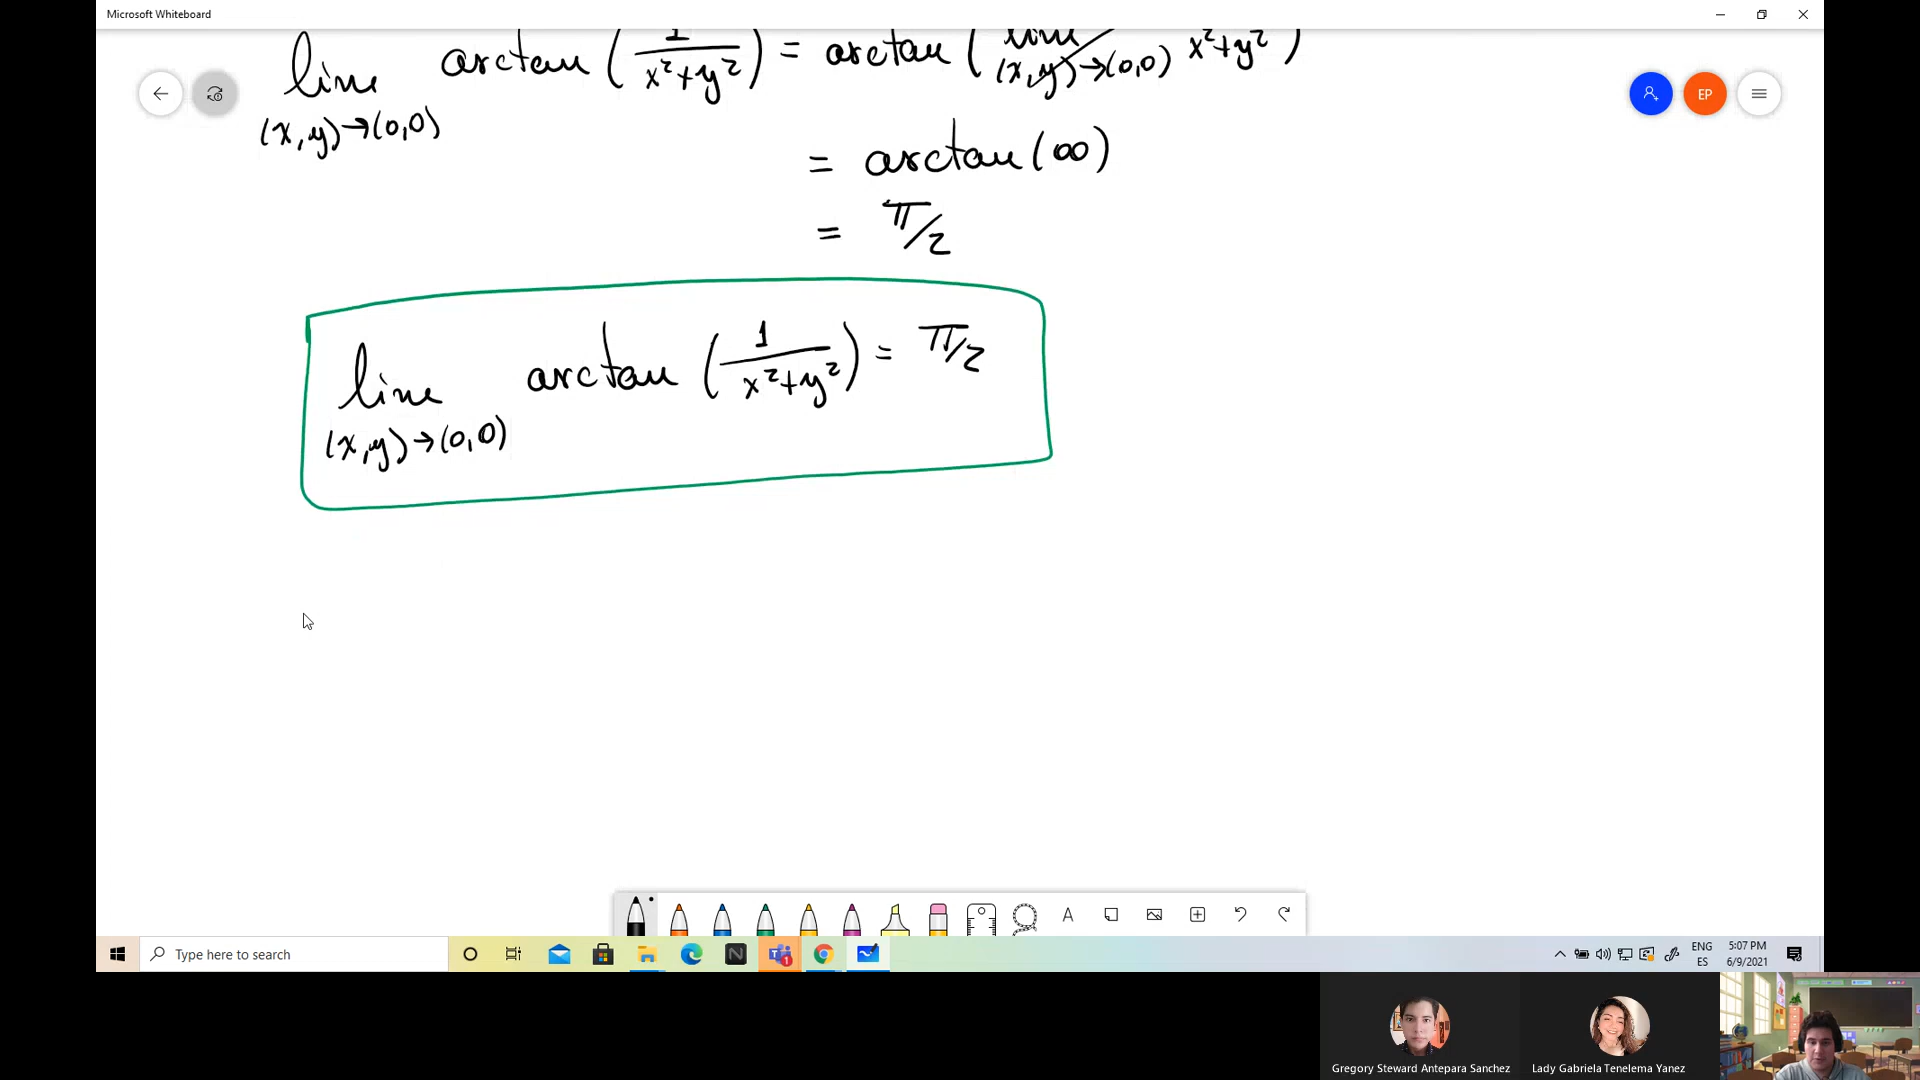 Microsoft Whiteboard
lim arctan (1/x²+y²) = arctan (lim x²+y²)
(x,y)→(0,0) (x,y)→(0,0)
EP
= arctan(∞)
= π/2
lim arctan (1/x²+y²) = π/2
(x,y)→(0,0)
A
Type here to search
N
1
ENG
ES
5:07 PM
6/9/2021
Gregory Steward Antepara Sanchez
Lady Gabriela Tenelema Yanez